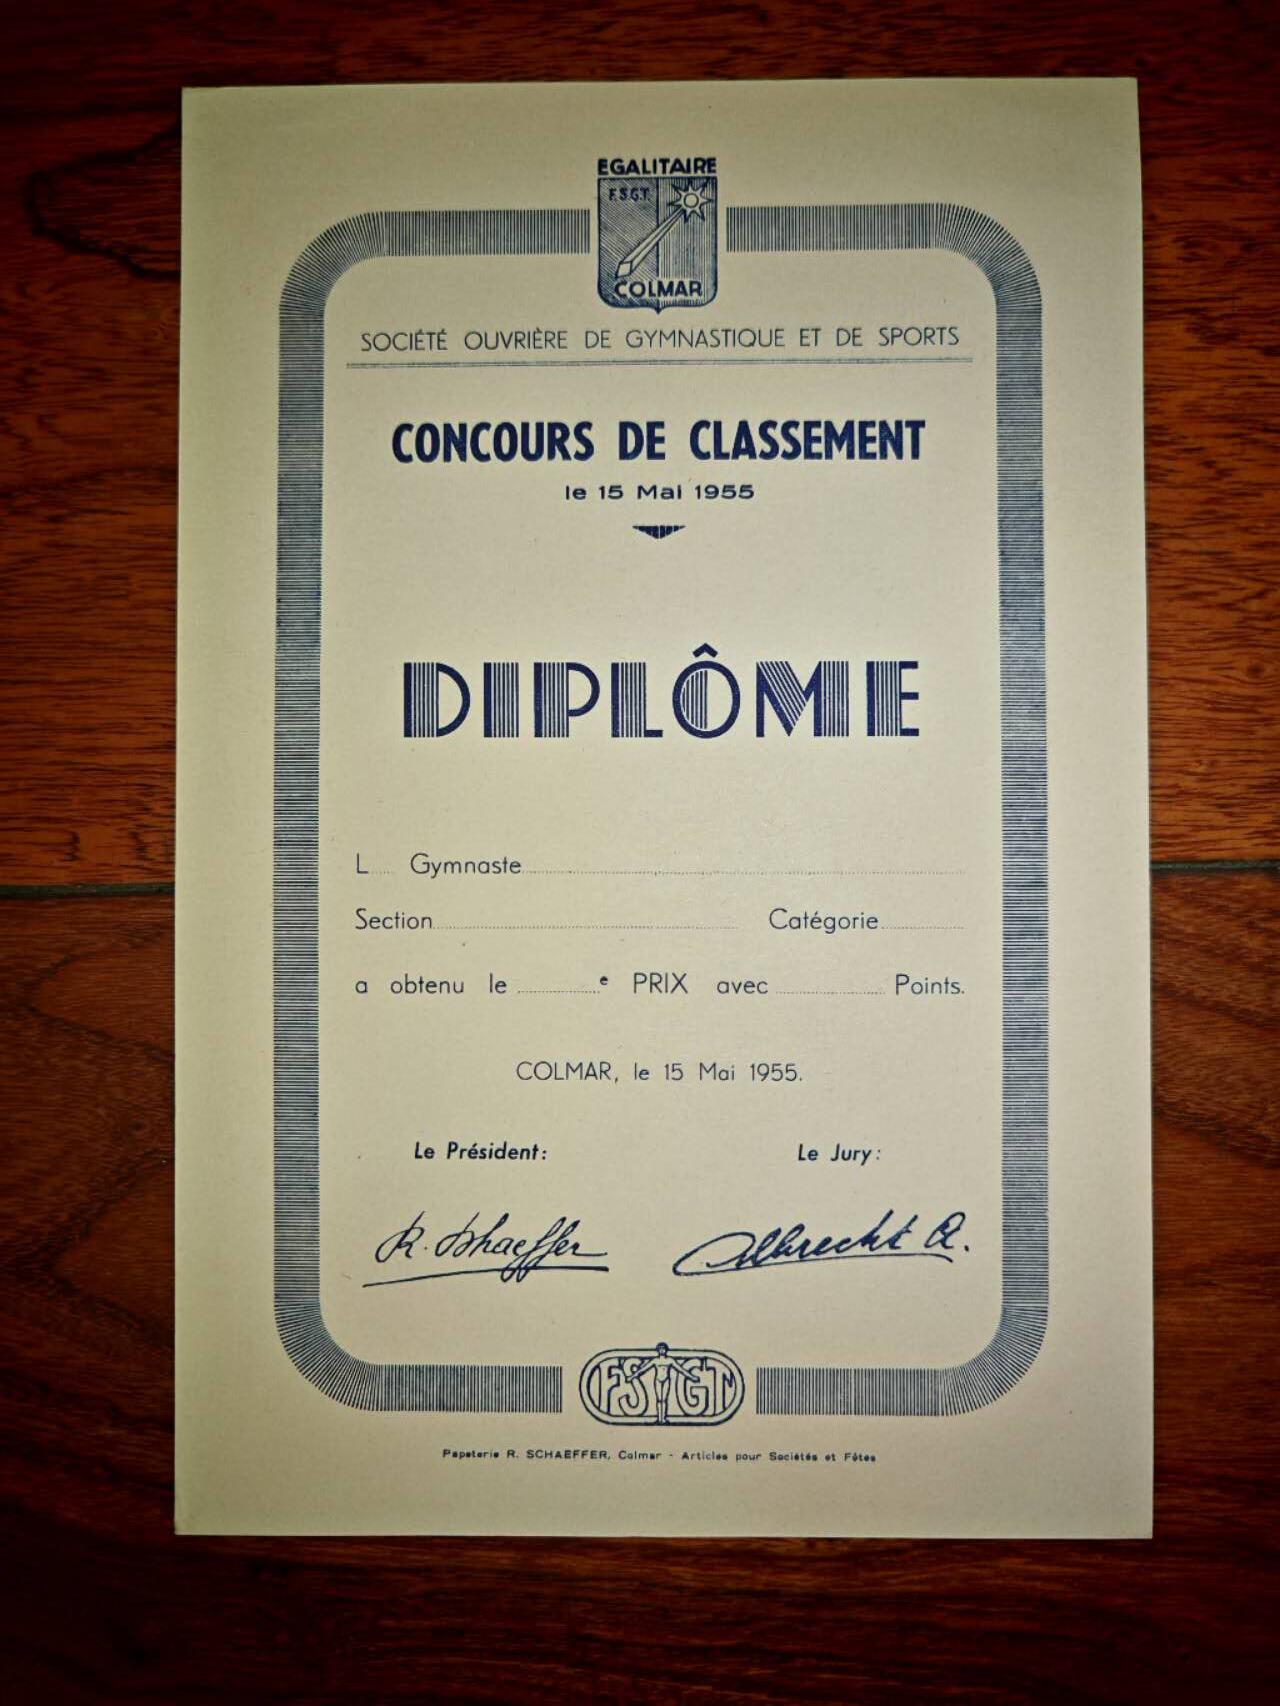 EGALITAIRE
F.S.G.T.
COLMAR
SOCIÉTÉ OUVRIÈRE DE GYMNASTIQUE ET DE SPORTS
CONCOURS DE CLASSEMENT
le 15 Mai 1955
DIPLÔME
L..... Gymnaste
Section Catégorie
a obtenu le e PRIX avec Points.
COLMAR, le 15 Mai 1955.
Le Président: Le Jury:
R. Schaeffer Albrecht A.
FSGT
Papeterie R. SCHAEFFER, Colmar - Articles pour Sociétés et Fêtes